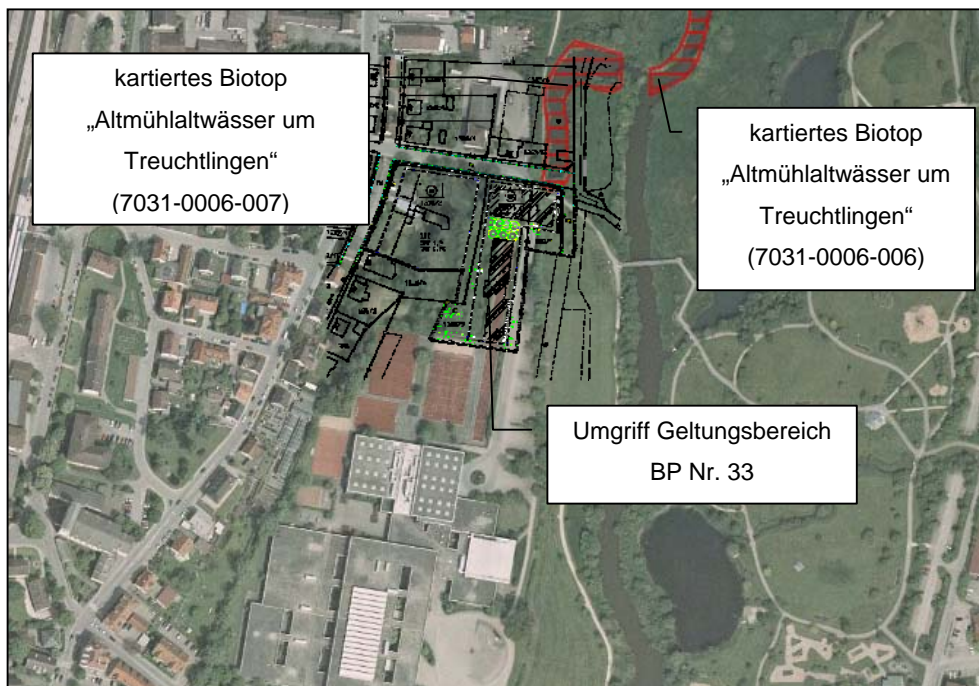 kartiertes Biotop
„Altmühlaltwässer um
Treuchtlingen“
(7031-0006-007)
kartiertes Biotop
„Altmühlaltwässer um
Treuchtlingen“
(7031-0006-006)
Umgriff Geltungsbereich
BP Nr. 33